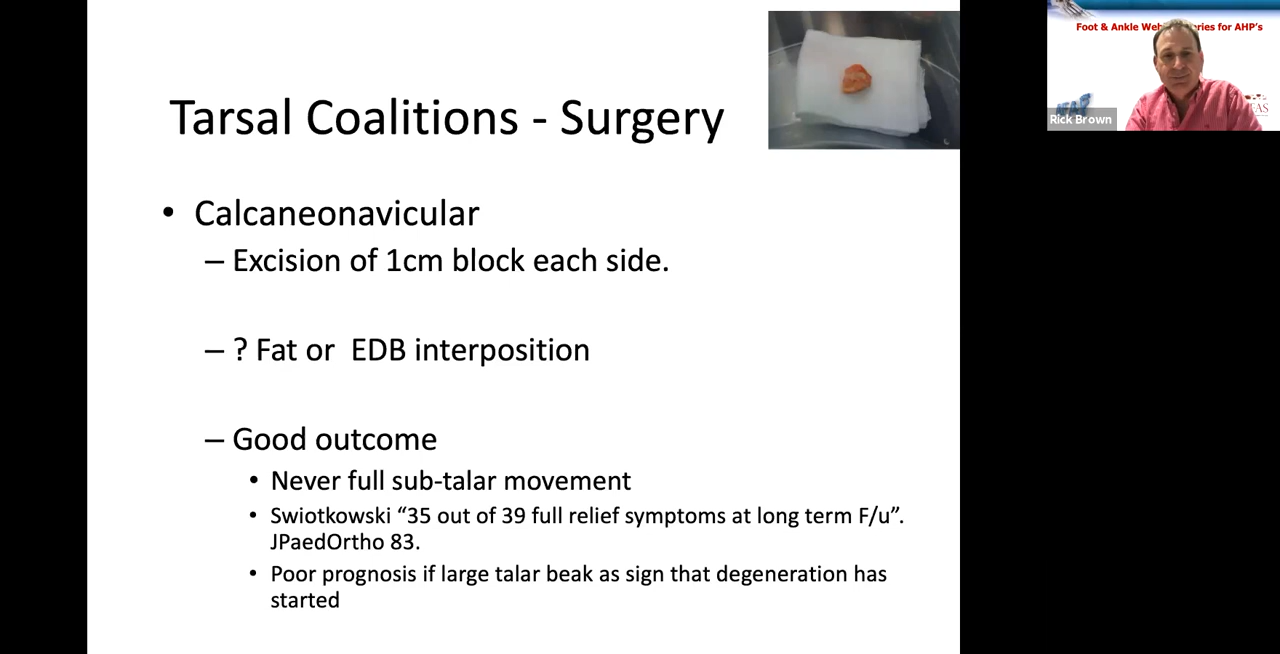 Foot & Ankle Web ries for AHP's
Rick Brown
Tarsal Coalitions - Surgery
• Calcaneonavicular
– Excision of 1cm block each side.
– ? Fat or EDB interposition
– Good outcome
• Never full sub-talar movement
• Swiotkowski “35 out of 39 full relief symptoms at long term F/u”.
JPaedOrtho 83.
• Poor prognosis if large talar beak as sign that degeneration has
started